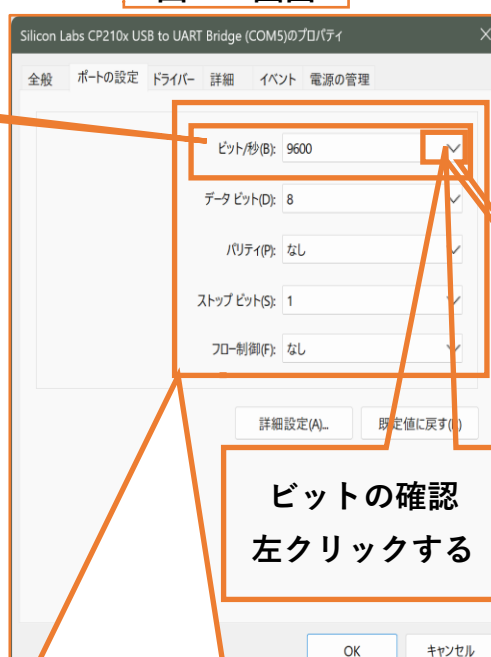 Silicon Labs CP210x USB to UART Bridge (COM5)のプロパティ
全般 ポートの設定 ドライバー 詳細 イベント 電源の管理
ビット/秒(B): 9600
データ ビット(D): 8
パリティ(P): なし
ストップ ビット(S): 1
フロー制御(F): なし
詳細設定(A)... 既定値に戻す(R)
ビットの確認
左クリックする
OK キャンセル